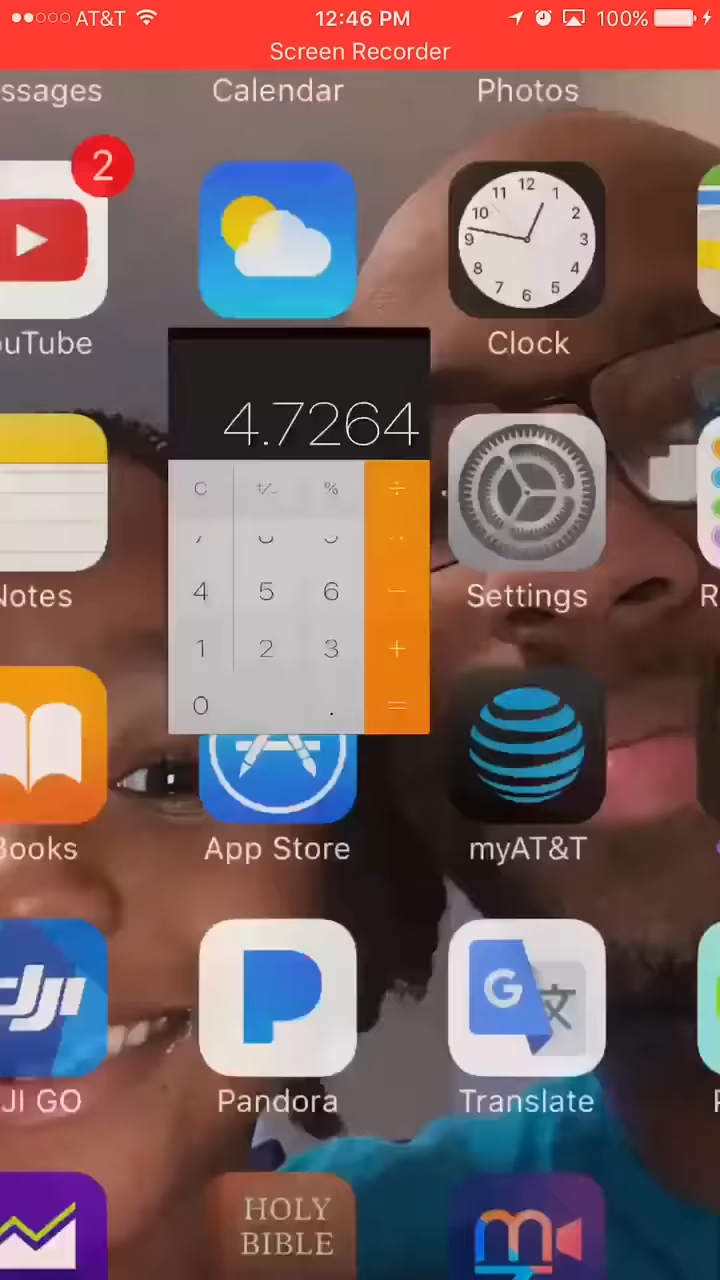 AT&T 12:46 PM 100%
Screen Recorder
ssages Calendar Photos
2
12
11 1
10 2
9 3
8 4
7 5
6
ouTube Clock
4.7264
C +/- % ÷
4 5 6 −
1 2 3 +
0 . =
Notes Settings R
Books App Store myAT&T
dji P G 文
JI GO Pandora Translate
HOLY
BIBLE m